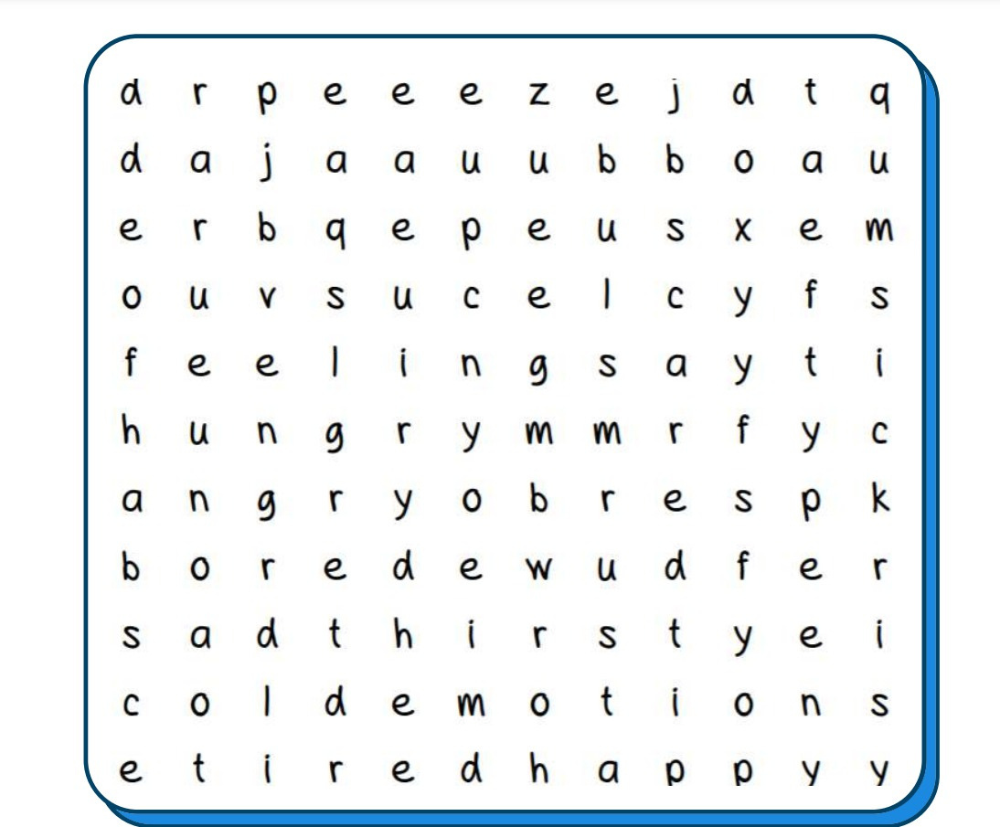 d r p e e e z e j d t q
d a j a a u u b b o a u
e r b q e p e u s x e m
o u v s u c e l c y f s
f e e l i n g s a y t i
h u n g r y m m r f y c
a n g r y o b r e s p k
b o r e d e w u d f e r
s a d t h i r s t y e i
c o l d e m o t i o n s
e t i r e d h a p p y y